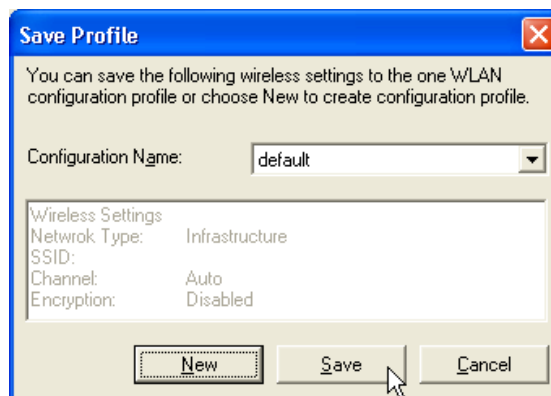 Save Profile
You can save the following wireless settings to the one WLAN
configuration profile or choose New to create configuration profile.
Configuration Name: default
Wireless Settings
Netwrok Type: Infrastructure
SSID:
Channel: Auto
Encryption: Disabled
New Save Cancel